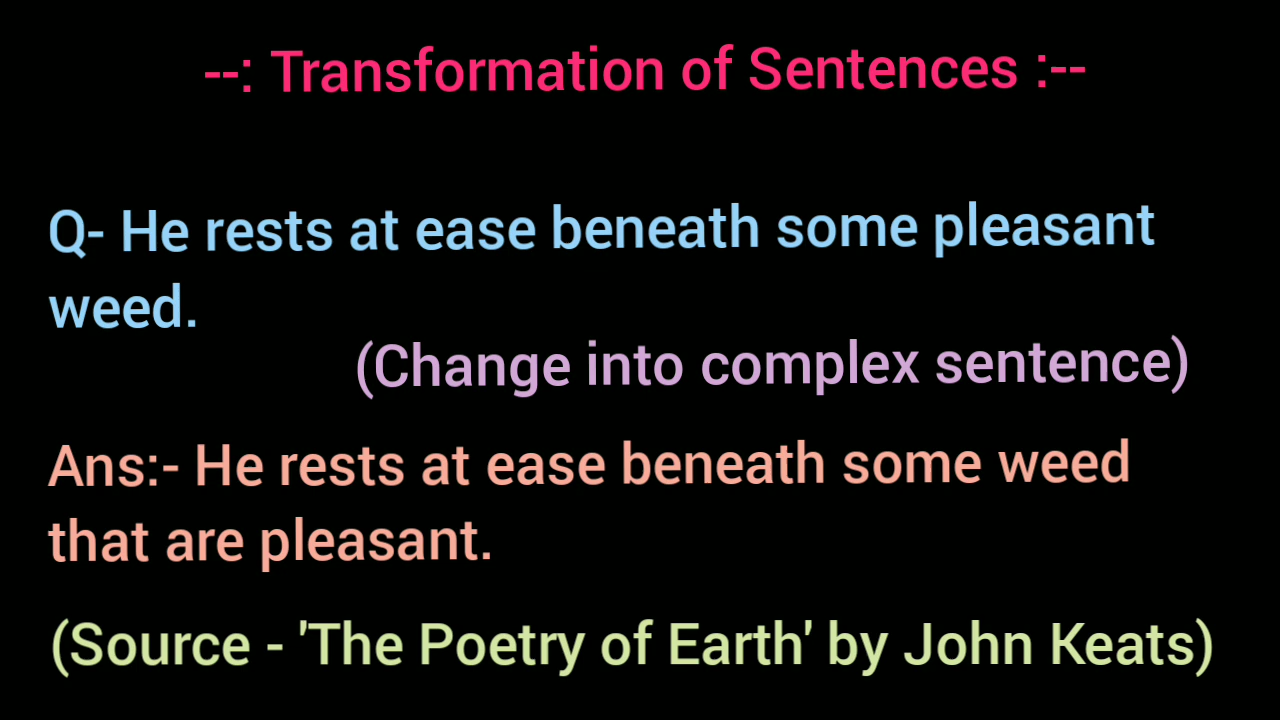 --: Transformation of Sentences :--
Q- He rests at ease beneath some pleasant
weed.
(Change into complex sentence)
Ans:- He rests at ease beneath some weed
that are pleasant.
(Source - 'The Poetry of Earth' by John Keats)